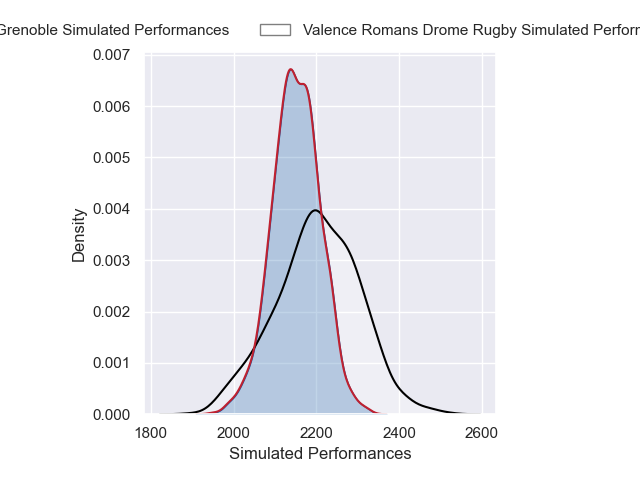 Grenoble Simulated Performances
Valence Romans Drome Rugby Simulated
0.007
0.006
0.005
0.004
0.003
0.002
0.001
0.000
Density
1800 2000 2200 2400 2600
Simulated Performances